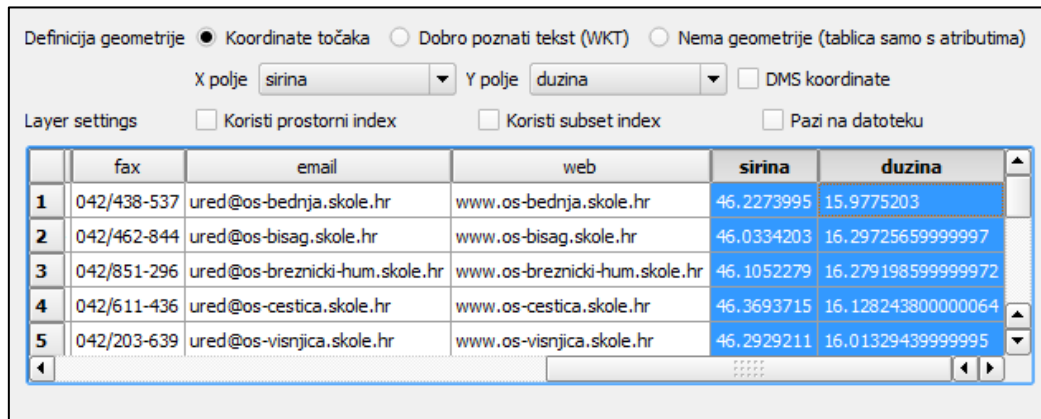 Definicija geometrije Koordinate točaka Dobro poznati tekst (WKT) Nema geometrije (tablica samo s atributima)
X polje sirina Y polje duzina DMS koordinate
Layer settings Koristi prostorni index Koristi subset index Pazi na datoteku
fax email web sirina duzina
1 042/438-537 ured@os-bednja.skole.hr www.os-bednja.skole.hr 46.2273995 15.9775203
2 042/462-844 ured@os-bisag.skole.hr www.os-bisag.skole.hr 46.0334203 16.29725659999997
3 042/851-296 ured@os-breznicki-hum.skole.hr www.os-breznicki-hum.skole.hr 46.1052279 16.279198599999972
4 042/611-436 ured@os-cestica.skole.hr www.os-cestica.skole.hr 46.3693715 16.128243800000064
5 042/203-639 ured@os-visnjica.skole.hr www.os-visnjica.skole.hr 46.2929211 16.01329439999995